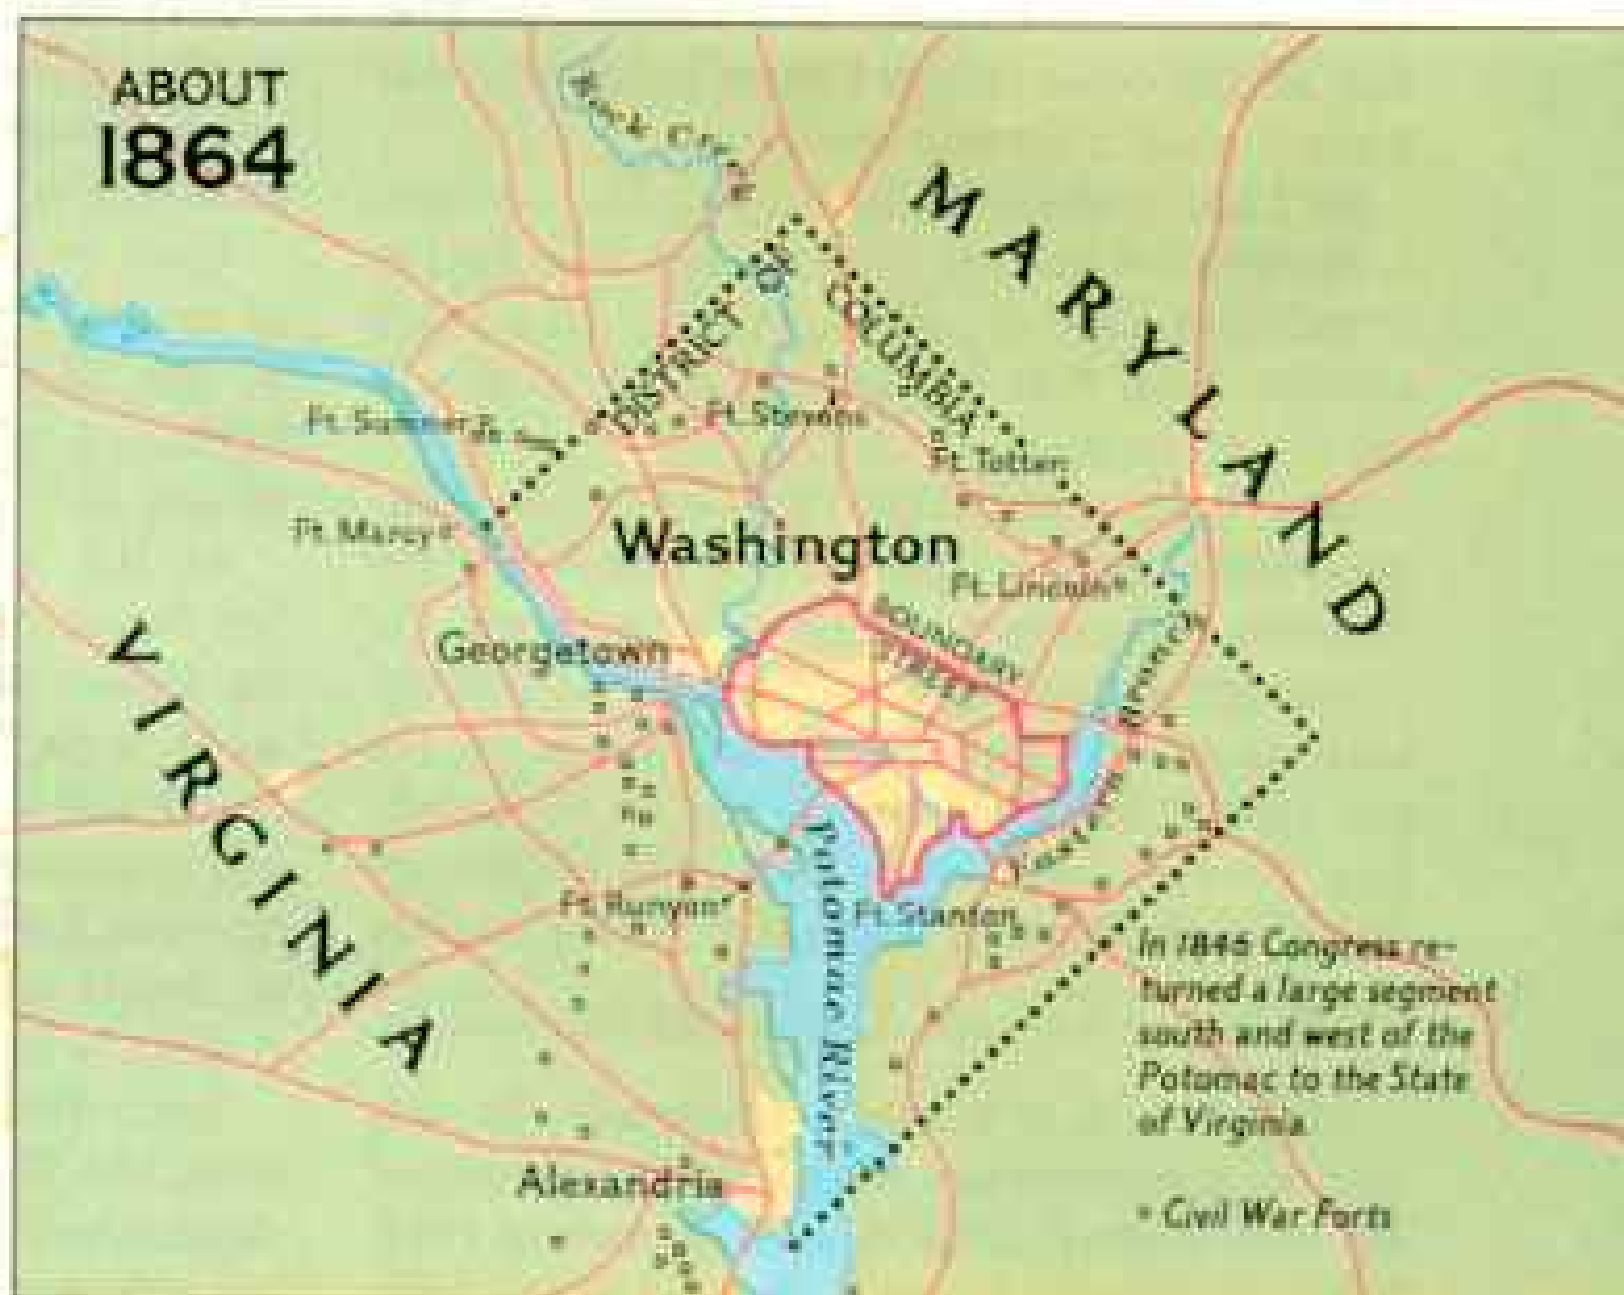 ABOUT
1864
Rock Creek
MARYLAND
DISTRICT OF COLUMBIA
Ft. Sumner
Ft. Stevens
Ft. Totten
Ft. Marcy
Washington
Ft. Lincoln
BOUNDARY
STREET
Georgetown
VIRGINIA
Eastern Branch
Potomac River
Ft. Runyon
Ft. Stanton
In 1846 Congress re-
turned a large segment
south and west of the
Potomac to the State
of Virginia.
Alexandria
Civil War Forts